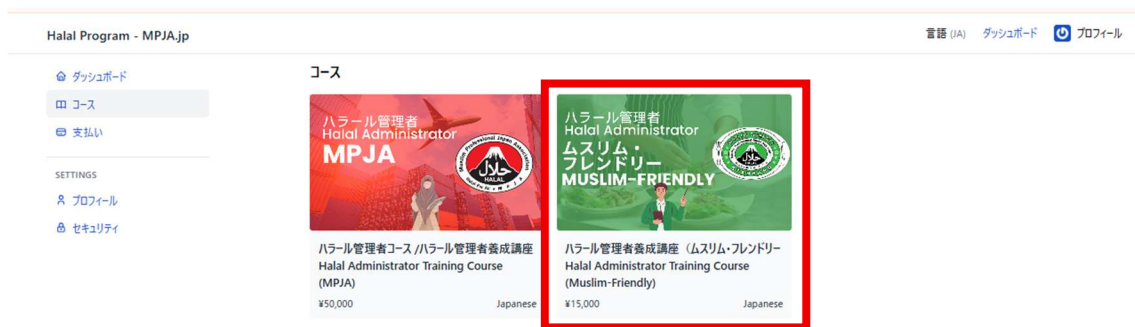 Halal Program - MPJA.jp
言語 (JA) ダッシュボード プロフィール
ダッシュボード
コース
支払い
SETTINGS
プロフィール
セキュリティ
コース
ハラール管理者
Halal Administrator
MPJA
Muslim Professional Japan Association
حلال
HALAL
ハラール管理者コース /ハラール管理者養成講座
Halal Administrator Training Course
(MPJA)
¥50,000 Japanese
ハラール管理者
Halal Administrator
ムスリム・
フレンドリー
MUSLIM-FRIENDLY
حلال
ハラール管理者養成講座（ムスリム・フレンドリー
Halal Administrator Training Course
(Muslim-Friendly)
¥15,000 Japanese